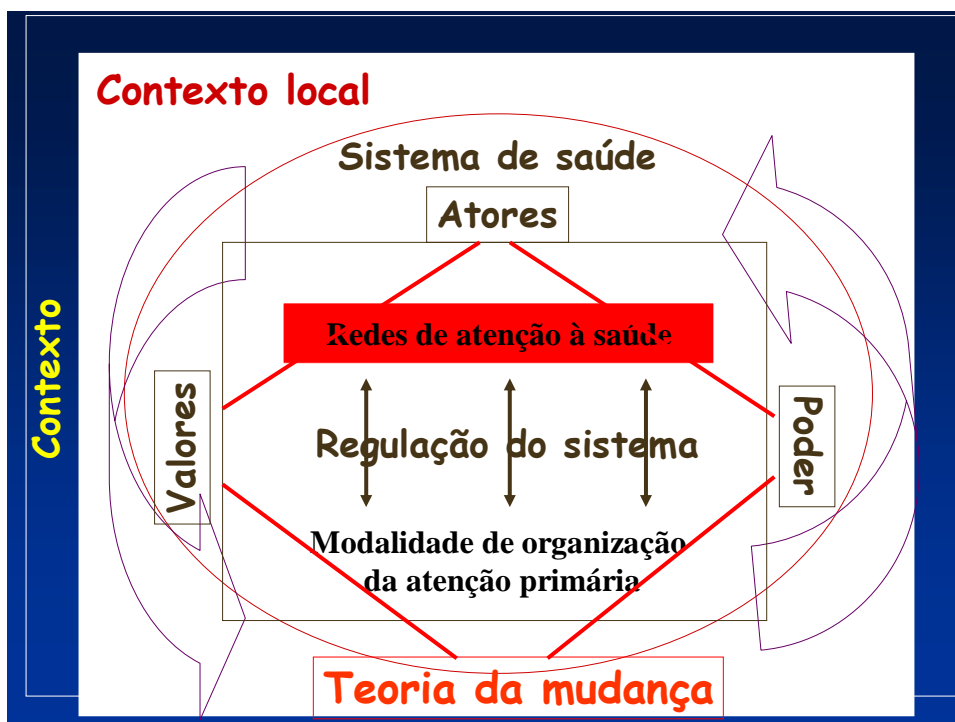 Contexto local
Sistema de saúde
Atores
Redes de atenção à saúde
Contexto
Valores
Regulação do sistema
Poder
Modalidade de organização
da atenção primária
Teoria da mudança